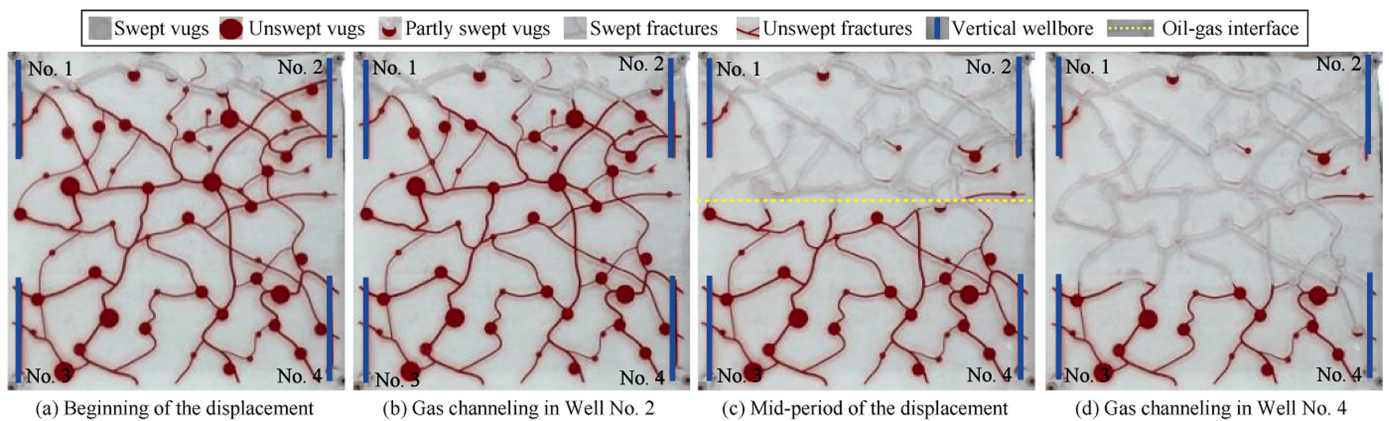 Swept vugs Unswept vugs Partly swept vugs Swept fractures Unswept fractures Vertical wellbore Oil-gas interface
No. 1 No. 2 No. 1 No. 2 No. 1 No. 2 No. 1 No. 2
No. 3 No. 4 No. 3 No. 4 No. 3 No. 4 No. 3 No. 4
(a) Beginning of the displacement (b) Gas channeling in Well No. 2 (c) Mid-period of the displacement (d) Gas channeling in Well No. 4